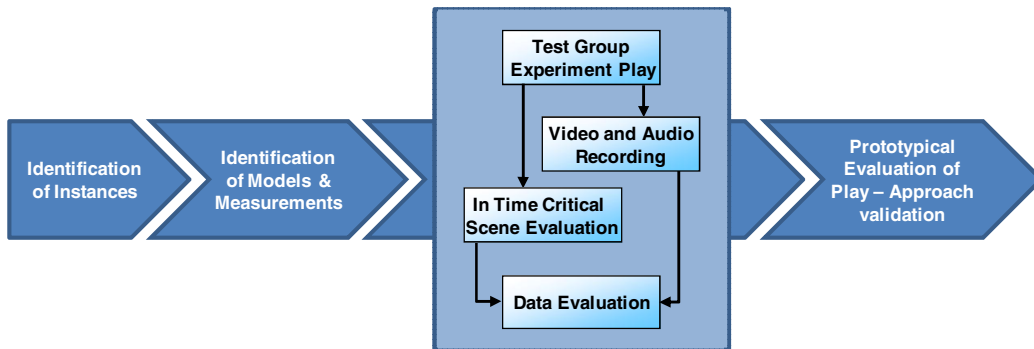 Identification
of Instances
Identification
of Models &
Measurements
Test Group
Experiment Play
Video and Audio
Recording
In Time Critical
Scene Evaluation
Data Evaluation
Prototypical
Evaluation of
Play – Approach
validation